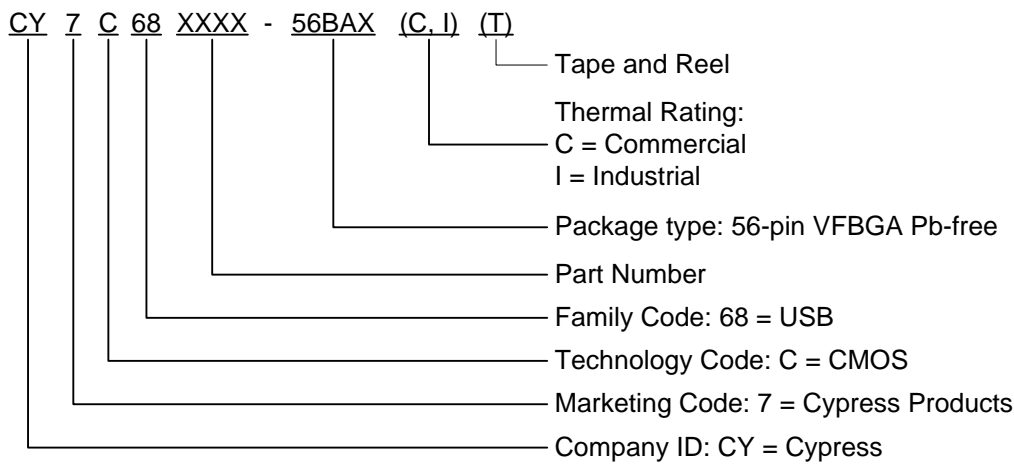 CY 7 C 68 XXXX - 56BAX (C, I) (T)
Tape and Reel
Thermal Rating:
C = Commercial
I = Industrial
Package type: 56-pin VFBGA Pb-free
Part Number
Family Code: 68 = USB
Technology Code: C = CMOS
Marketing Code: 7 = Cypress Products
Company ID: CY = Cypress